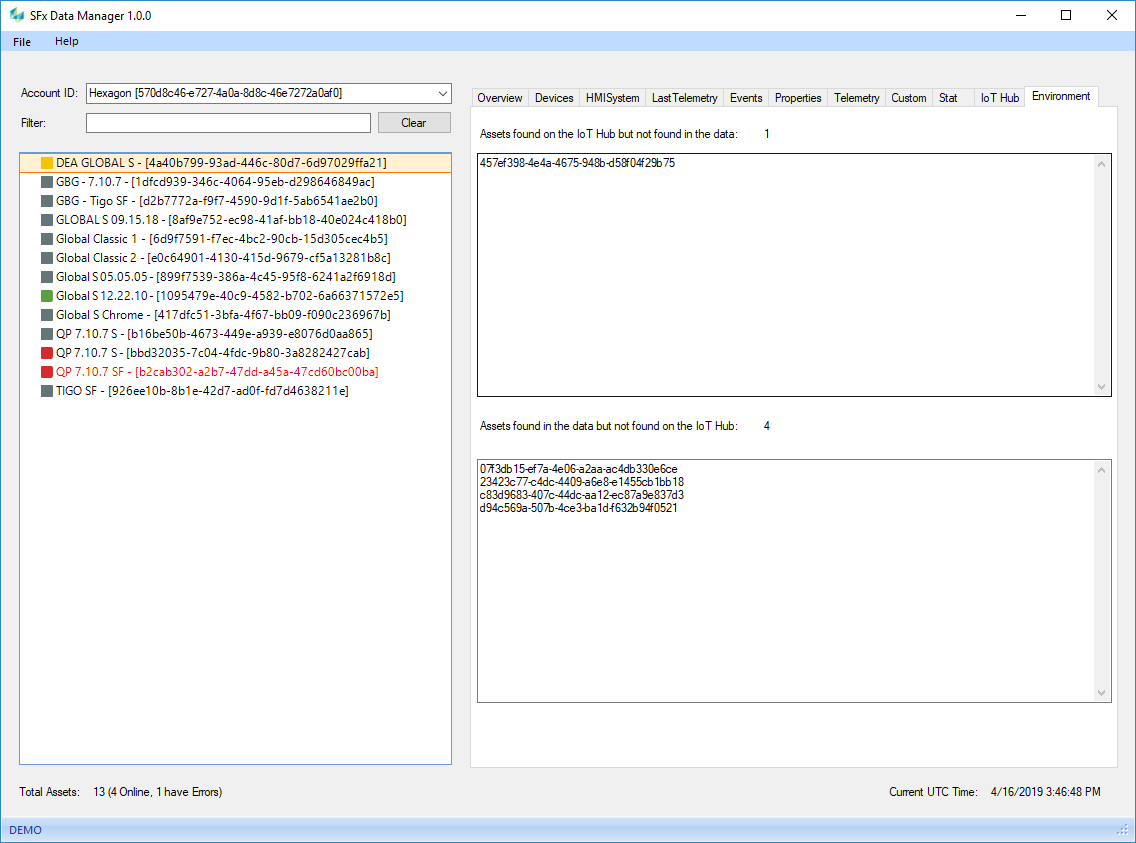 SFx Data Manager 1.0.0
File Help
Account ID: Hexagon [570d8c46-e727-4a0a-8d8c-46e7272a0af0]
Filter: Clear
DEA GLOBAL S - [4a40b799-93ad-446c-80d7-6d97029ffa21]
GBG - 7.10.7 - [1dfcd939-346c-4064-95eb-d298646849ac]
GBG - Tigo SF - [d2b7772a-f9f7-4590-9d1f-5ab6541ae2b0]
GLOBAL S 09.15.18 - [8af9e752-ec98-41af-bb18-40e024c418b0]
Global Classic 1 - [6d9f7591-f7ec-4bc2-90cb-15d305cec4b5]
Global Classic 2 - [e0c64901-4130-415d-9679-cf5a13281b8c]
Global S 05.05.05 - [899f7539-386a-4c45-95f8-6241a2f6918d]
Global S 12.22.10 - [1095479e-40c9-4582-b702-6a66371572e5]
Global S Chrome - [417dfc51-3bfa-4f67-bb09-f090c236967b]
QP 7.10.7 S - [b16be50b-4673-449e-a939-e8076d0aa865]
QP 7.10.7 S - [bbd32035-7c04-4fdc-9b80-3a8282427cab]
QP 7.10.7 SF - [b2cab302-a2b7-47dd-a45a-47cd60bc00ba]
TIGO SF - [926ee10b-8b1e-42d7-ad0f-fd7d4638211e]
Overview Devices HMISystem LastTelemetry Events Properties Telemetry Custom Stat IoT Hub Environment
Assets found on the IoT Hub but not found in the data: 1
457ef398-4e4a-4675-948b-d58f04f29b75
Assets found in the data but not found on the IoT Hub: 4
07f3db15-ef7a-4e06-a2aa-ac4db330e6ce
23423c77-c4dc-4409-a6e8-e1455cb1bb18
c83d9683-407c-44dc-aa12-ec87a9e837d3
d94c569a-507b-4ce3-ba1d-f632b94f0521
Total Assets: 13 (4 Online, 1 have Errors)
Current UTC Time: 4/16/2019 3:46:48 PM
DEMO